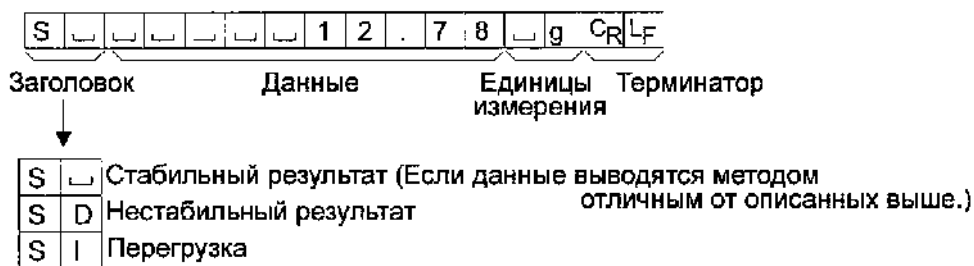 S ⎵ ⎵ ⎵ ⎵ ⎵ ⎵ 1 2 . 7 8 ⎵ g CR LF
Заголовок Данные Единицы измерения Терминатор
S ⎵ Стабильный результат (Если данные выводятся методом отличным от описанных выше.)
S D Нестабильный результат
S I Перегрузка